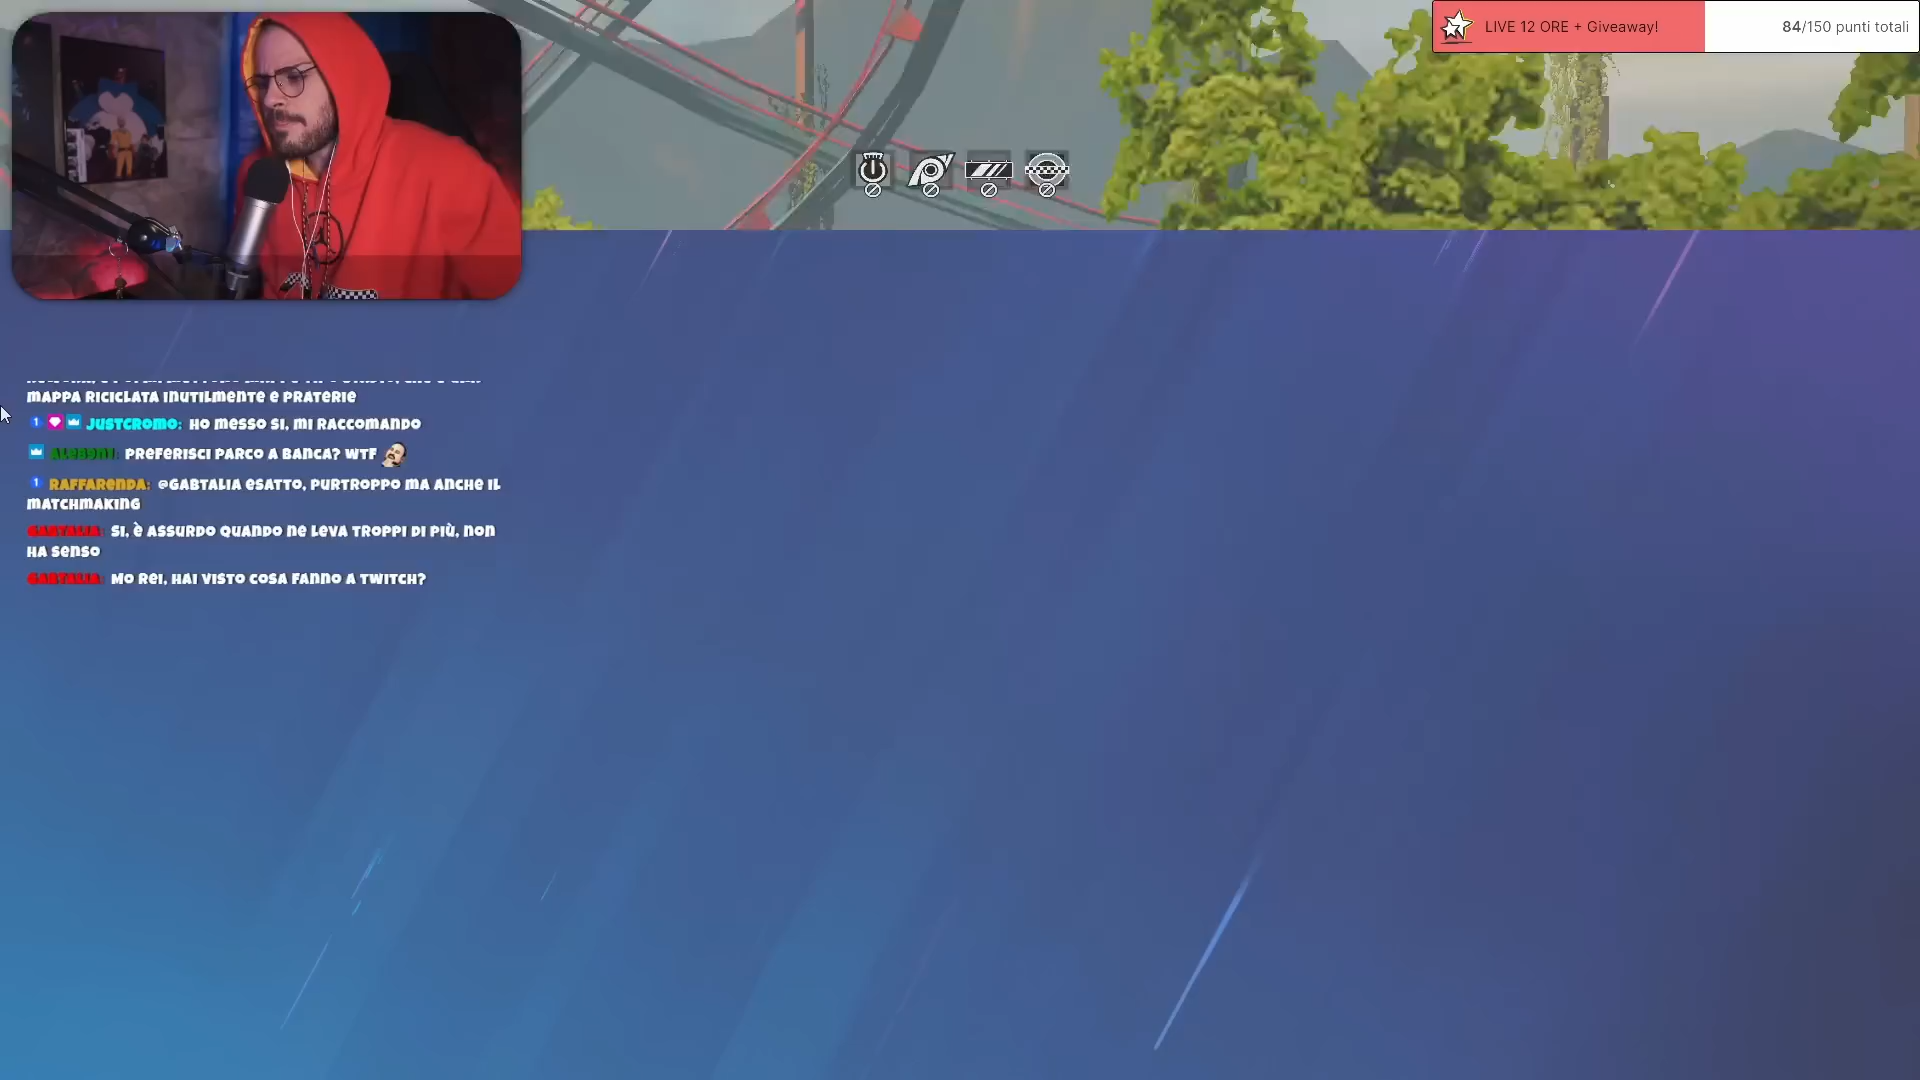 LIVE 12 ORE + Giveaway!
84/150 punti totali
MAPPA RICICLATA INUTILMENTE E PRATERIE
JUSTCROMO: HO MESSO SI, MI RACCOMANDO
PREFERISCI PARCO A BANCA? WTF
RAFFARENDA: @GABTALIA ESATTO, PURTROPPO MA ANCHE IL
MATCHMAKING
GABTALIA: SI, È ASSURDO QUANDO NE LEVA TROPPI DI PIÙ, NON
HA SENSO
GABTALIA: MO REI, HAI VISTO COSA FANNO A TWITCH?